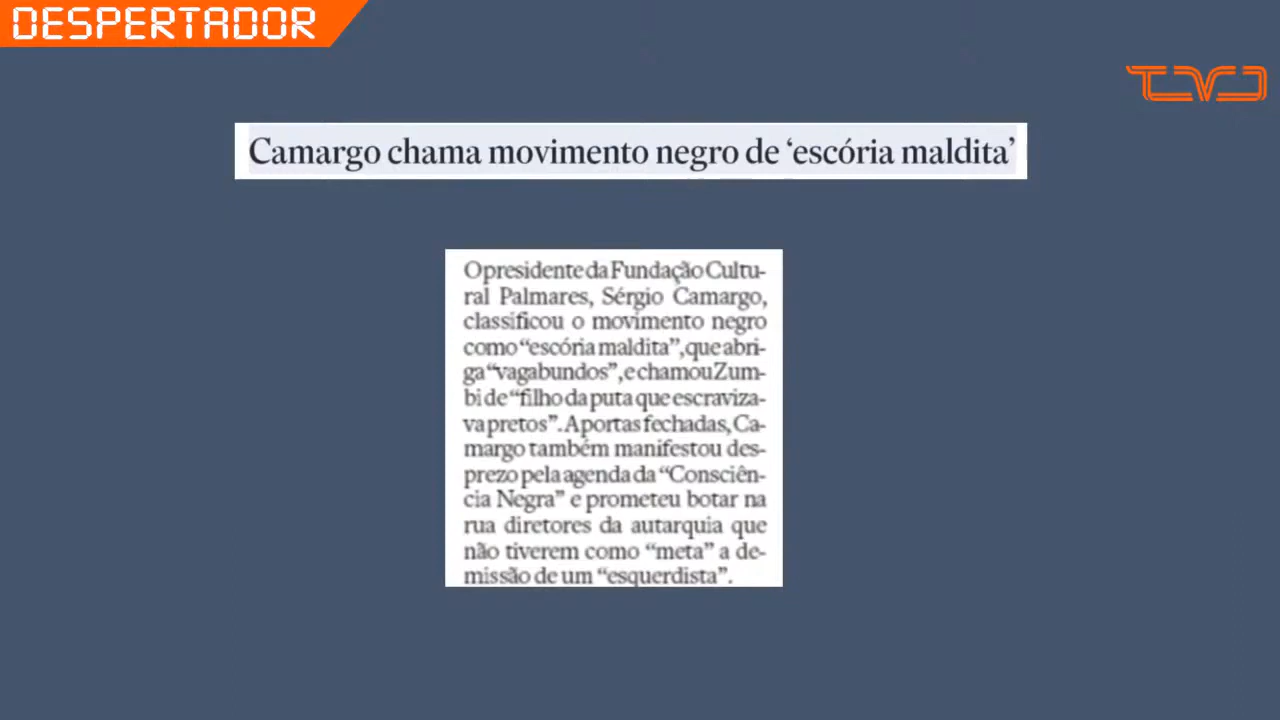 DESPERTADOR
TVD
Camargo chama movimento negro de ‘escória maldita’
O presidente da Fundação Cultu-
ral Palmares, Sérgio Camargo,
classificou o movimento negro
como “escória maldita”, que abri-
ga “vagabundos”, e chamou Zum-
bi de “filho da puta que escraviza-
va pretos”. A portas fechadas, Ca-
margo também manifestou des-
prezo pela agenda da “Consciên-
cia Negra” e prometeu botar na
rua diretores da autarquia que
não tiverem como “meta” a de-
missão de um “esquerdista”.